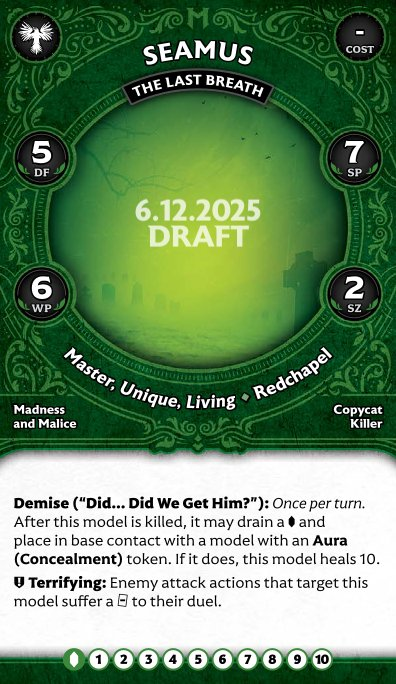 -
COST
SEAMUS
THE LAST BREATH
5
DF
7
SP
6.12.2025
DRAFT
6
WP
2
SZ
Master, Unique, Living ♦ Redchapel
Madness
and Malice
Copycat
Killer
Demise (“Did... Did We Get Him?”): Once per turn.
After this model is killed, it may drain a and
place in base contact with a model with an Aura
(Concealment) token. If it does, this model heals 10.
Terrifying: Enemy attack actions that target this
model suffer a to their duel.
1 2 3 4 5 6 7 8 9 10